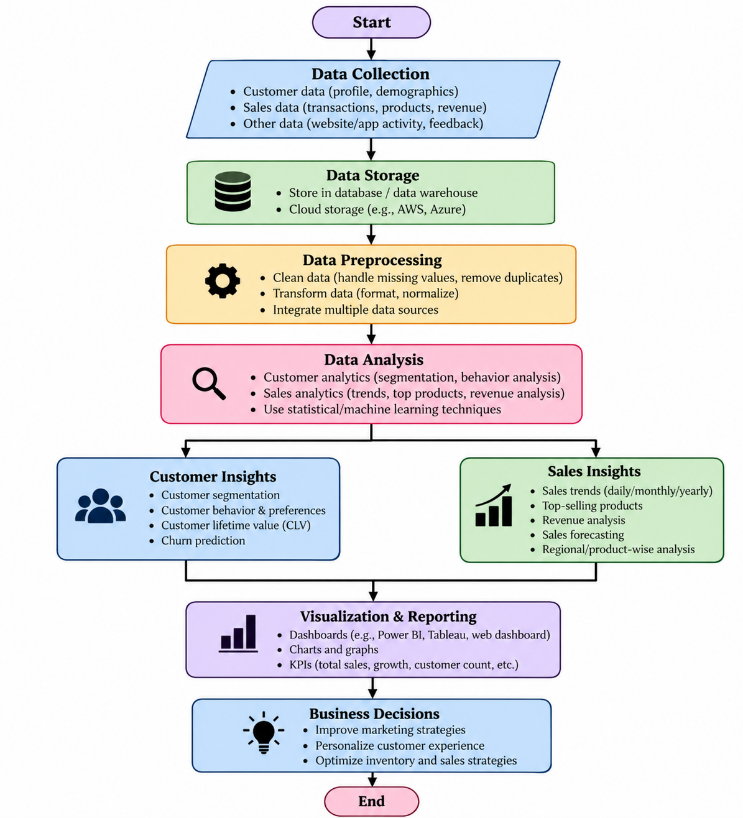 Start
Data Collection
• Customer data (profile, demographics)
• Sales data (transactions, products, revenue)
• Other data (website/app activity, feedback)
Data Storage
• Store in database / data warehouse
• Cloud storage (e.g., AWS, Azure)
Data Preprocessing
• Clean data (handle missing values, remove duplicates)
• Transform data (format, normalize)
• Integrate multiple data sources
Data Analysis
• Customer analytics (segmentation, behavior analysis)
• Sales analytics (trends, top products, revenue analysis)
• Use statistical/machine learning techniques
Customer Insights
• Customer segmentation
• Customer behavior & preferences
• Customer lifetime value (CLV)
• Churn prediction
Sales Insights
• Sales trends (daily/monthly/yearly)
• Top-selling products
• Revenue analysis
• Sales forecasting
• Regional/product-wise analysis
Visualization & Reporting
• Dashboards (e.g., Power BI, Tableau, web dashboard)
• Charts and graphs
• KPIs (total sales, growth, customer count, etc.)
Business Decisions
• Improve marketing strategies
• Personalize customer experience
• Optimize inventory and sales strategies
End